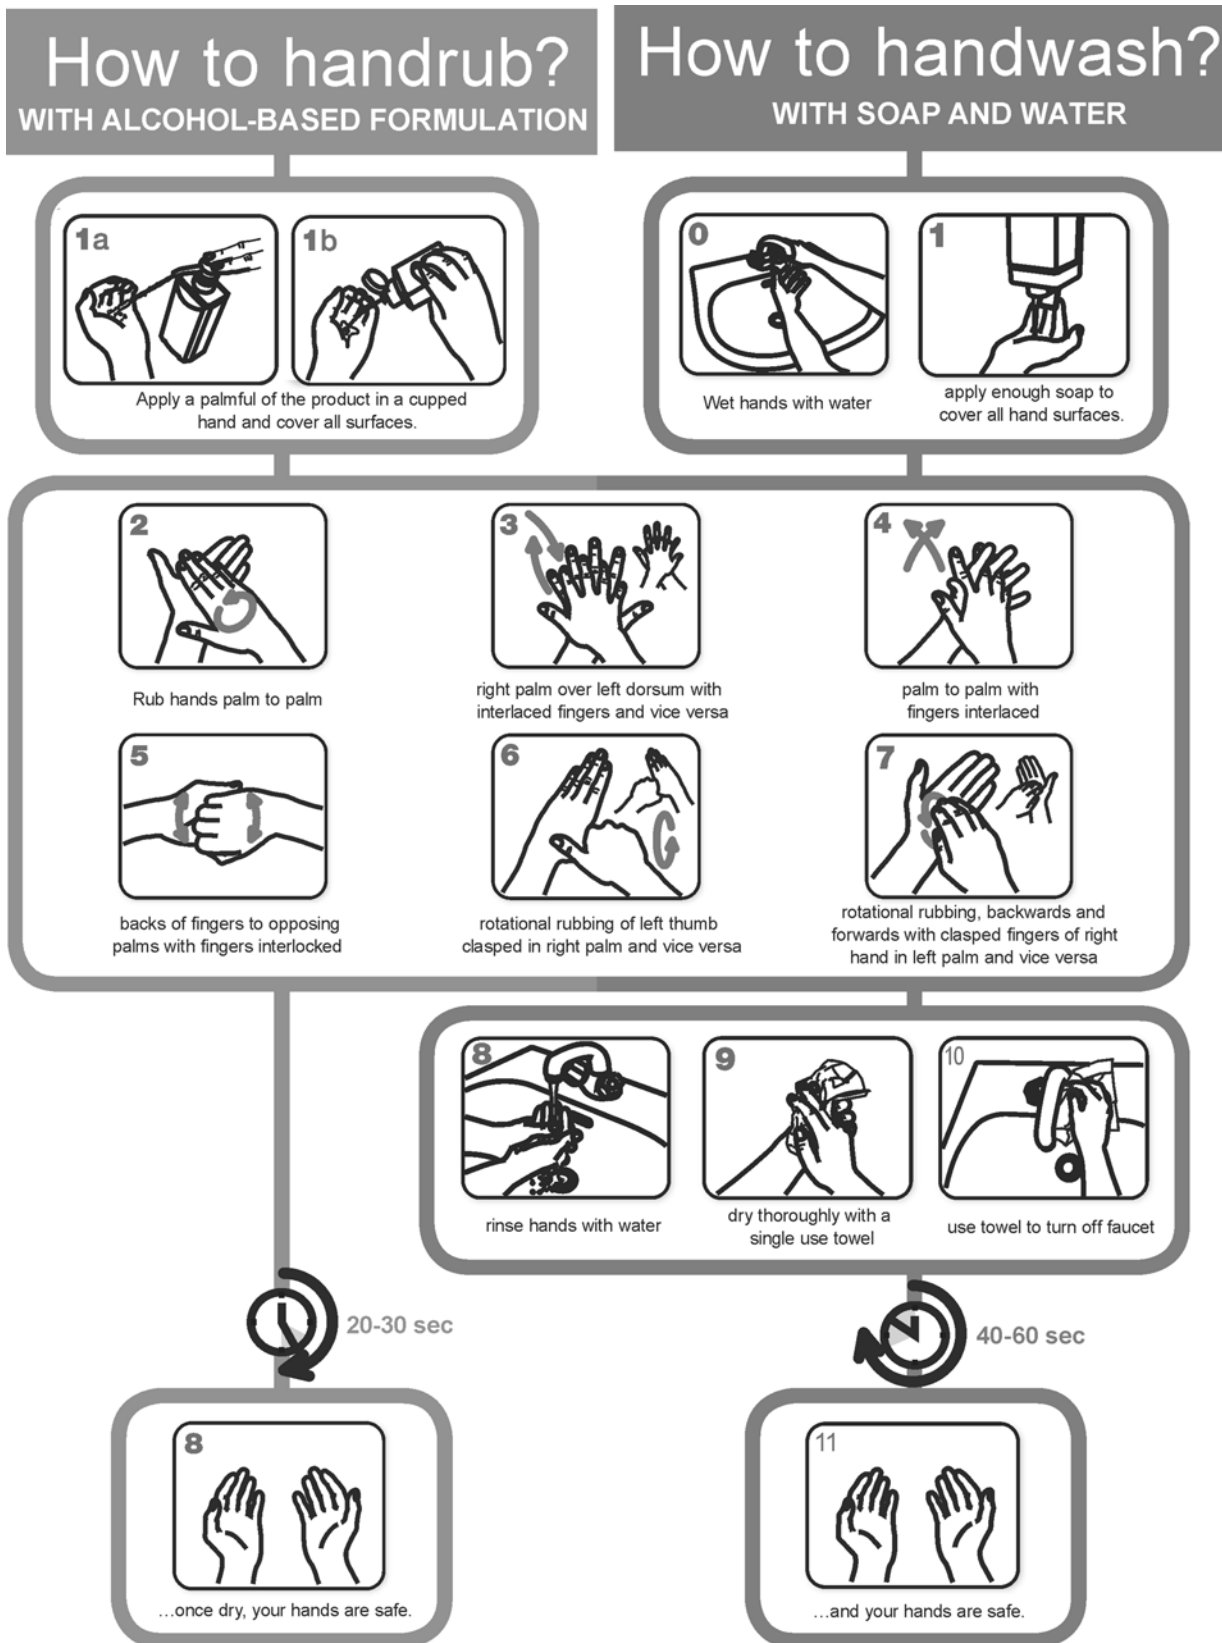 How to handrub?
WITH ALCOHOL-BASED FORMULATION
How to handwash?
WITH SOAP AND WATER
1a
1b
Apply a palmful of the product in a cupped
hand and cover all surfaces.
0
Wet hands with water
1
apply enough soap to
cover all hand surfaces.
2
Rub hands palm to palm
3
right palm over left dorsum with
interlaced fingers and vice versa
4
palm to palm with
fingers interlaced
5
backs of fingers to opposing
palms with fingers interlocked
6
rotational rubbing of left thumb
clasped in right palm and vice versa
7
rotational rubbing, backwards and
forwards with clasped fingers of right
hand in left palm and vice versa
8
rinse hands with water
9
dry thoroughly with a
single use towel
10
use towel to turn off faucet
20-30 sec
40-60 sec
8
...once dry, your hands are safe.
11
...and your hands are safe.